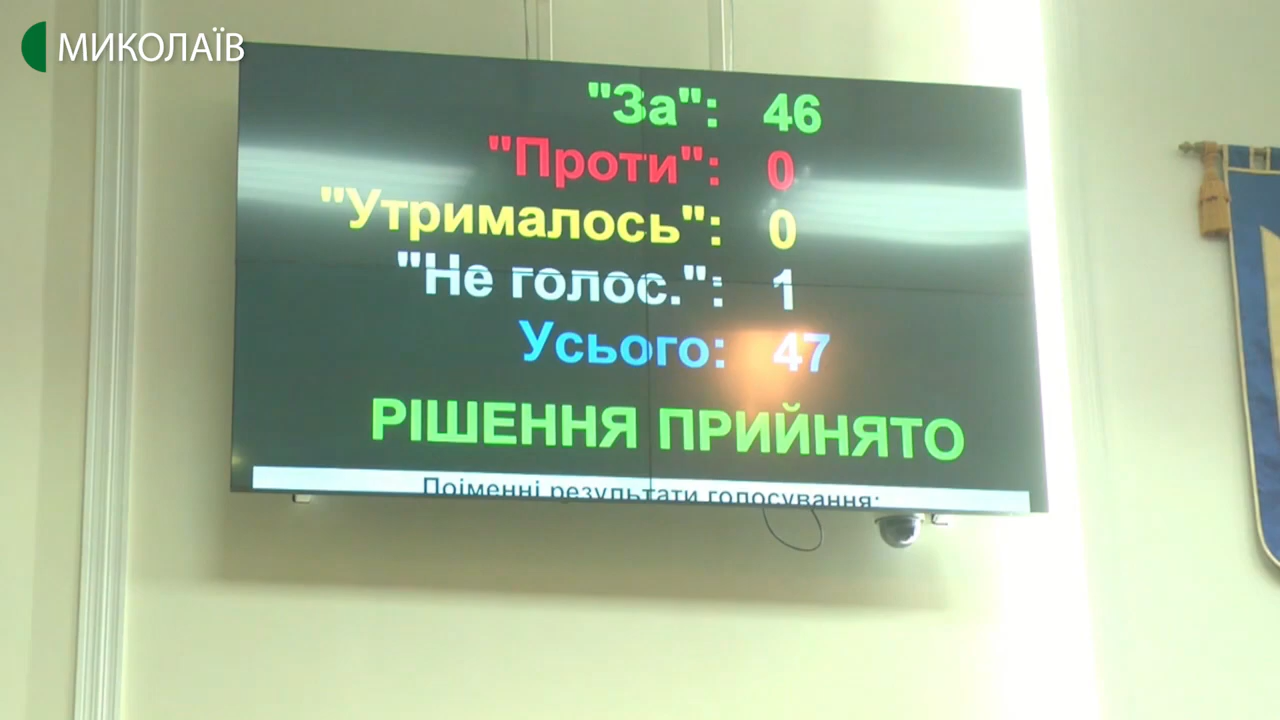 МИКОЛАЇВ
"За": 46
"Проти": 0
"Утрималось": 0
"Не голос.": 1
Усього: 47
РІШЕННЯ ПРИЙНЯТО
Поіменні результати голосування: